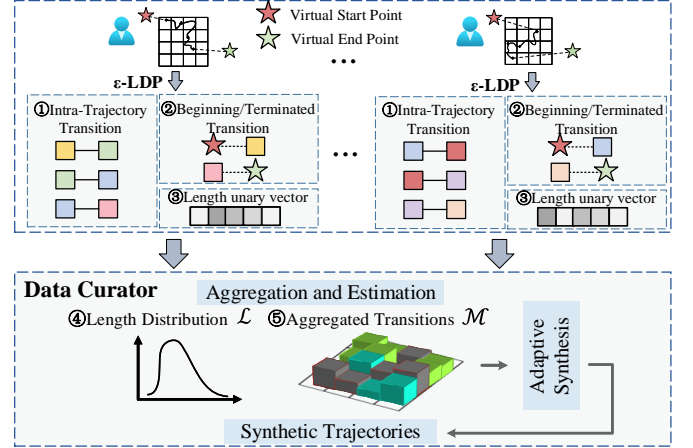 Virtual Start Point
Virtual End Point
...
ε-LDP
ε-LDP
①Intra-Trajectory
Transition
②Beginning/Terminated
Transition
③Length unary vector
...
①Intra-Trajectory
Transition
②Beginning/Terminated
Transition
③Length unary vector
Data Curator
Aggregation and Estimation
④Length Distribution ℒ
⑤Aggregated Transitions ℳ
Adaptive
Synthesis
Synthetic Trajectories